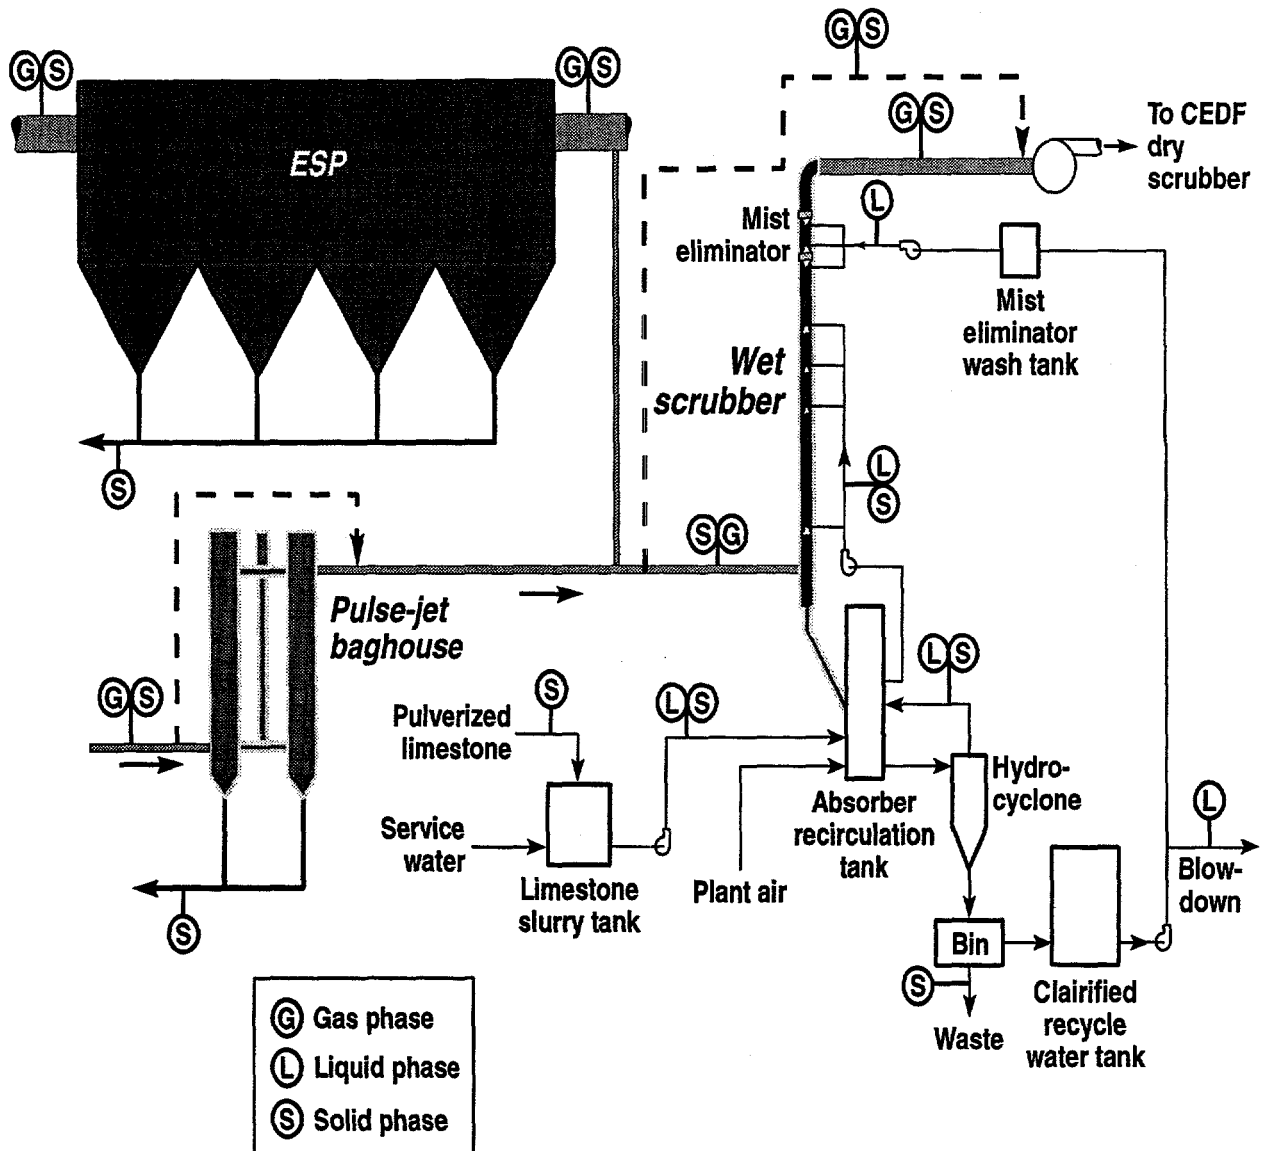 G S
G S
G S
ESP
G S
To CEDF
dry
scrubber
L
Mist
eliminator
Mist
eliminator
wash tank
Wet
scrubber
L
S
S
S G
Pulse-jet
baghouse
G S
L S
S
L S
Pulverized
limestone
Hydro-
cyclone
Absorber
recirculation
tank
L
Service
water
Limestone
slurry tank
Plant air
Blow-
down
S
Bin
S
Clairified
recycle
water tank
Waste
G Gas phase
L Liquid phase
S Solid phase